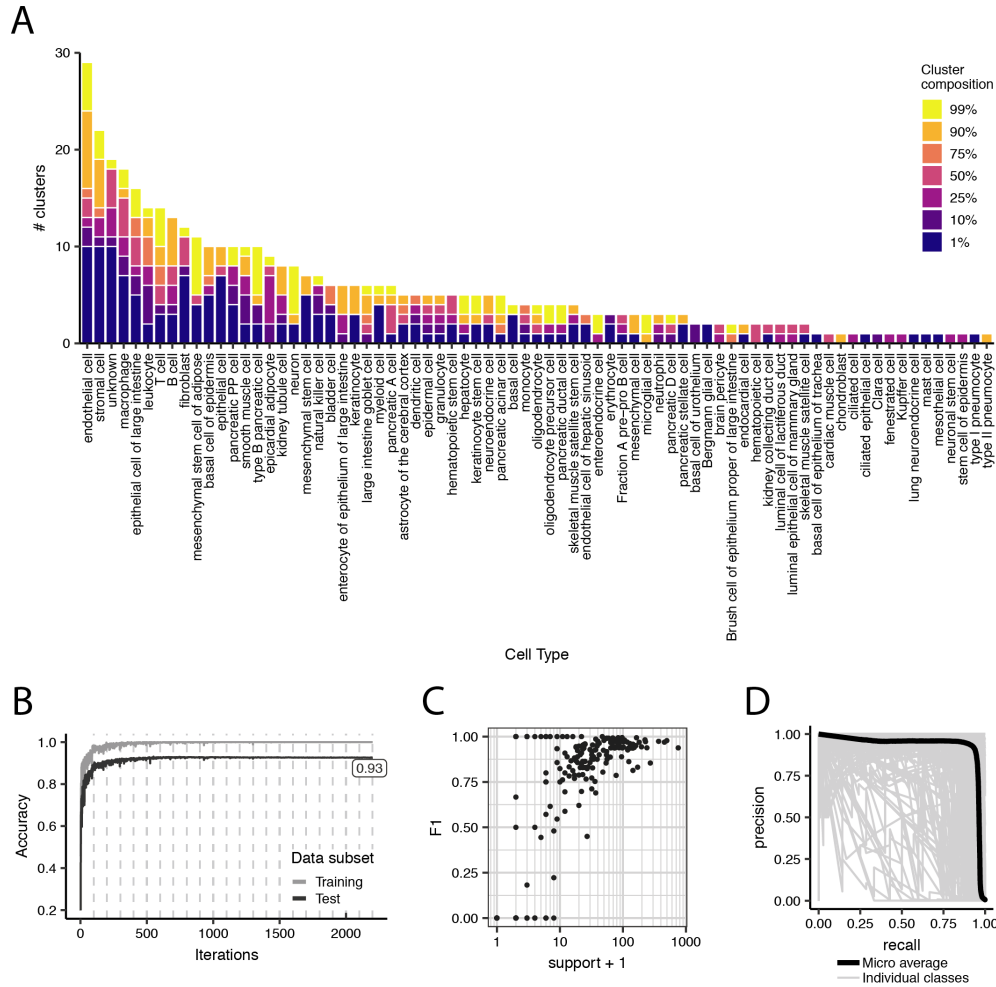 A
30
20
10
0
# clusters
Cluster
composition
99%
90%
75%
50%
25%
10%
1%
endothelial cell
stromal cell
unknown
macrophage
epithelial cell of large intestine
leukocyte
T cell
B cell
fibroblast
mesenchymal stem cell of adipose
basal cell of epidermis
epithelial cell
pancreatic PP cell
smooth muscle cell
type B pancreatic cell
epicardial adipocyte
kidney tubule cell
neuron
mesenchymal stem cell
natural killer cell
bladder cell
enterocyte of epithelium of large intestine
keratinocyte
large intestine goblet cell
myeloid cell
pancreatic A cell
astrocyte of the cerebral cortex
dendritic cell
epidermal cell
granulocyte
hematopoietic stem cell
hepatocyte
keratinocyte stem cell
neuroendocrine cell
pancreatic acinar cell
basal cell
monocyte
oligodendrocyte
oligodendrocyte precursor cell
pancreatic ductal cell
skeletal muscle satellite stem cell
endothelial cell of hepatic sinusoid
enteroendocrine cell
erythrocyte
Fraction A pre-pro B cell
mesenchymal cell
microglial cell
neutrophil
pancreatic D cell
pancreatic stellate cell
basal cell of urothelium
Bergmann glial cell
brain pericyte
Brush cell of epithelium proper of large intestine
endocardial cell
hematopoietic cell
kidney collecting duct cell
luminal cell of lactiferous duct
luminal epithelial cell of mammary gland
skeletal muscle satellite cell
basal cell of epithelium of trachea
cardiac muscle cell
chondroblast
ciliated cell
ciliated epithelial cell
Clara cell
fenestrated cell
Kupffer cell
lung neuroendocrine cell
mast cell
mesothelial cell
neuronal stem cell
stem cell of epidermis
type I pneumocyte
type II pneumocyte
Cell Type
B
1.0
0.8
0.6
0.4
0.2
Accuracy
0.93
Data subset
Training
Test
0 500 1000 1500 2000
Iterations
C
1.00
0.75
0.50
0.25
0.00
F1
1 10 100 1000
support + 1
D
1.00
0.75
0.50
0.25
0.00
precision
0.00 0.25 0.50 0.75 1.00
recall
Micro average
Individual classes